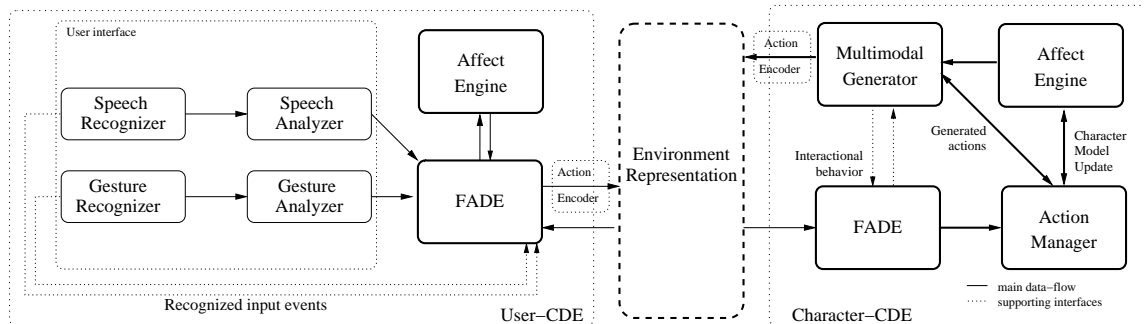 User interface
Speech
Recognizer
Speech
Analyzer
Gesture
Recognizer
Gesture
Analyzer
Affect
Engine
FADE
Action
Encoder
Recognized input events
User–CDE
Environment
Representation
Action
Encoder
Multimodal
Generator
Affect
Engine
Generated
actions
Character
Model
Update
Interactional
behavior
FADE
Action
Manager
main data–flow
supporting interfaces
Character–CDE